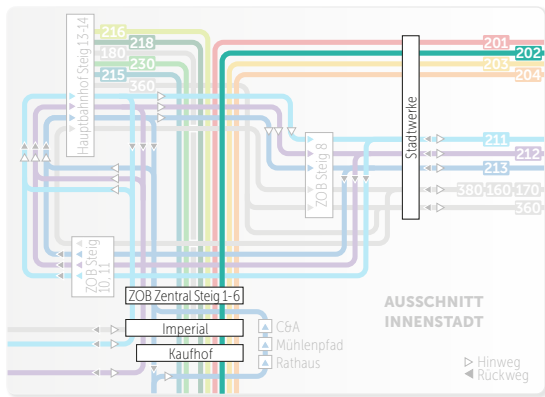 216
218
180
230
215
360
Hauptbahnhof Steig 13-14
201
202
203
204
Stadtwerke
ZOB Steig 8
211
212
213
380 160 170
360
ZOB Steig
10, 11
ZOB Zentral Steig 1-6
Imperial
Kaufhof
C&A
Mühlenpfad
Rathaus
AUSSCHNITT
INNENSTADT
Hinweg
Rückweg